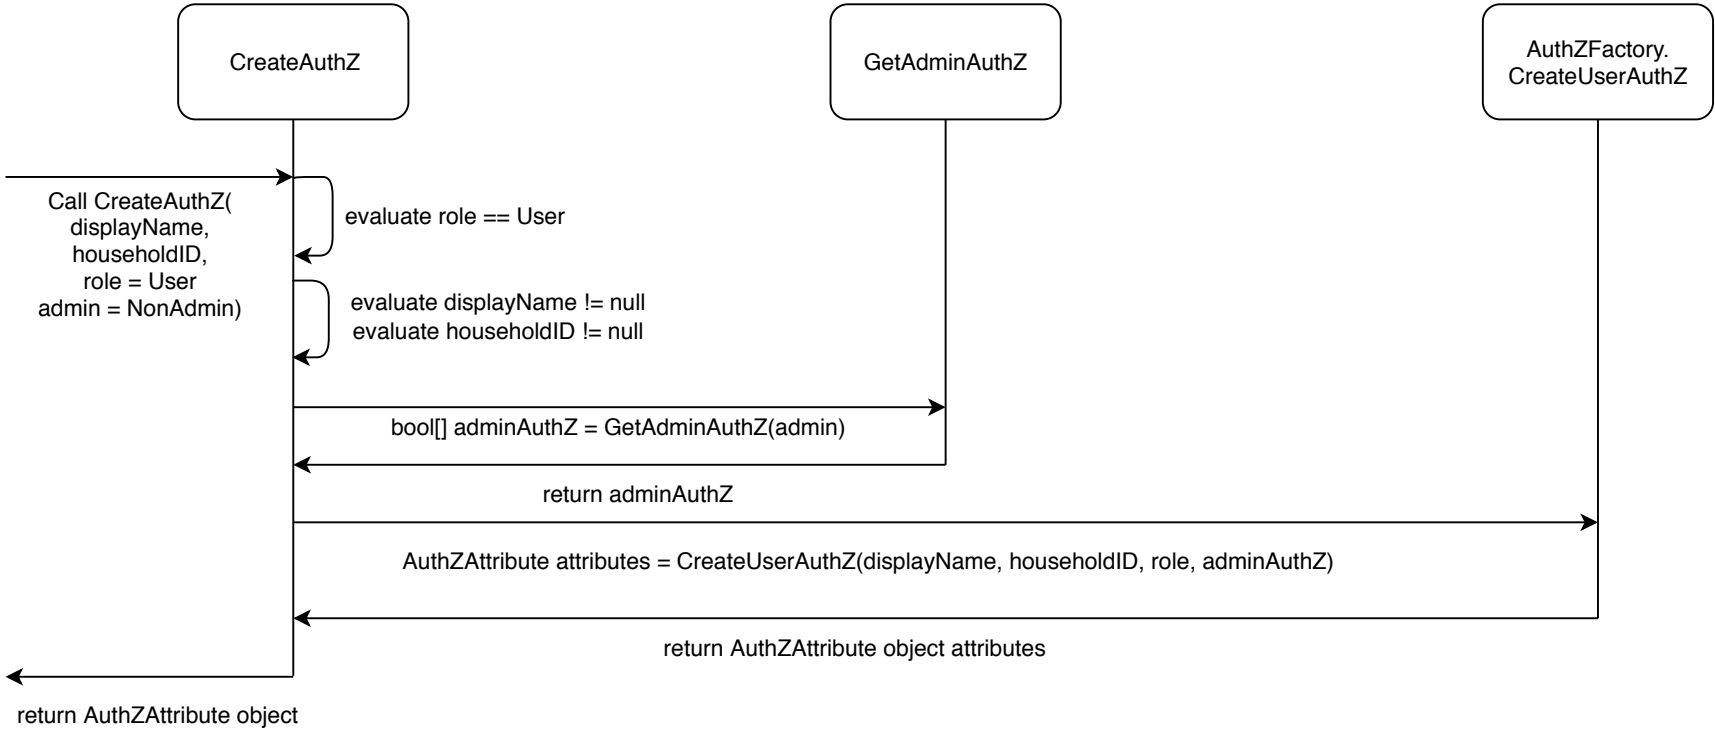 CreateAuthZ
GetAdminAuthZ
AuthZFactory.
CreateUserAuthZ
Call CreateAuthZ(
displayName,
householdID,
role = User
admin = NonAdmin)
evaluate role == User
evaluate displayName != null
evaluate householdID != null
bool[] adminAuthZ = GetAdminAuthZ(admin)
return adminAuthZ
AuthZAttribute attributes = CreateUserAuthZ(displayName, householdID, role, adminAuthZ)
return AuthZAttribute object attributes
return AuthZAttribute object